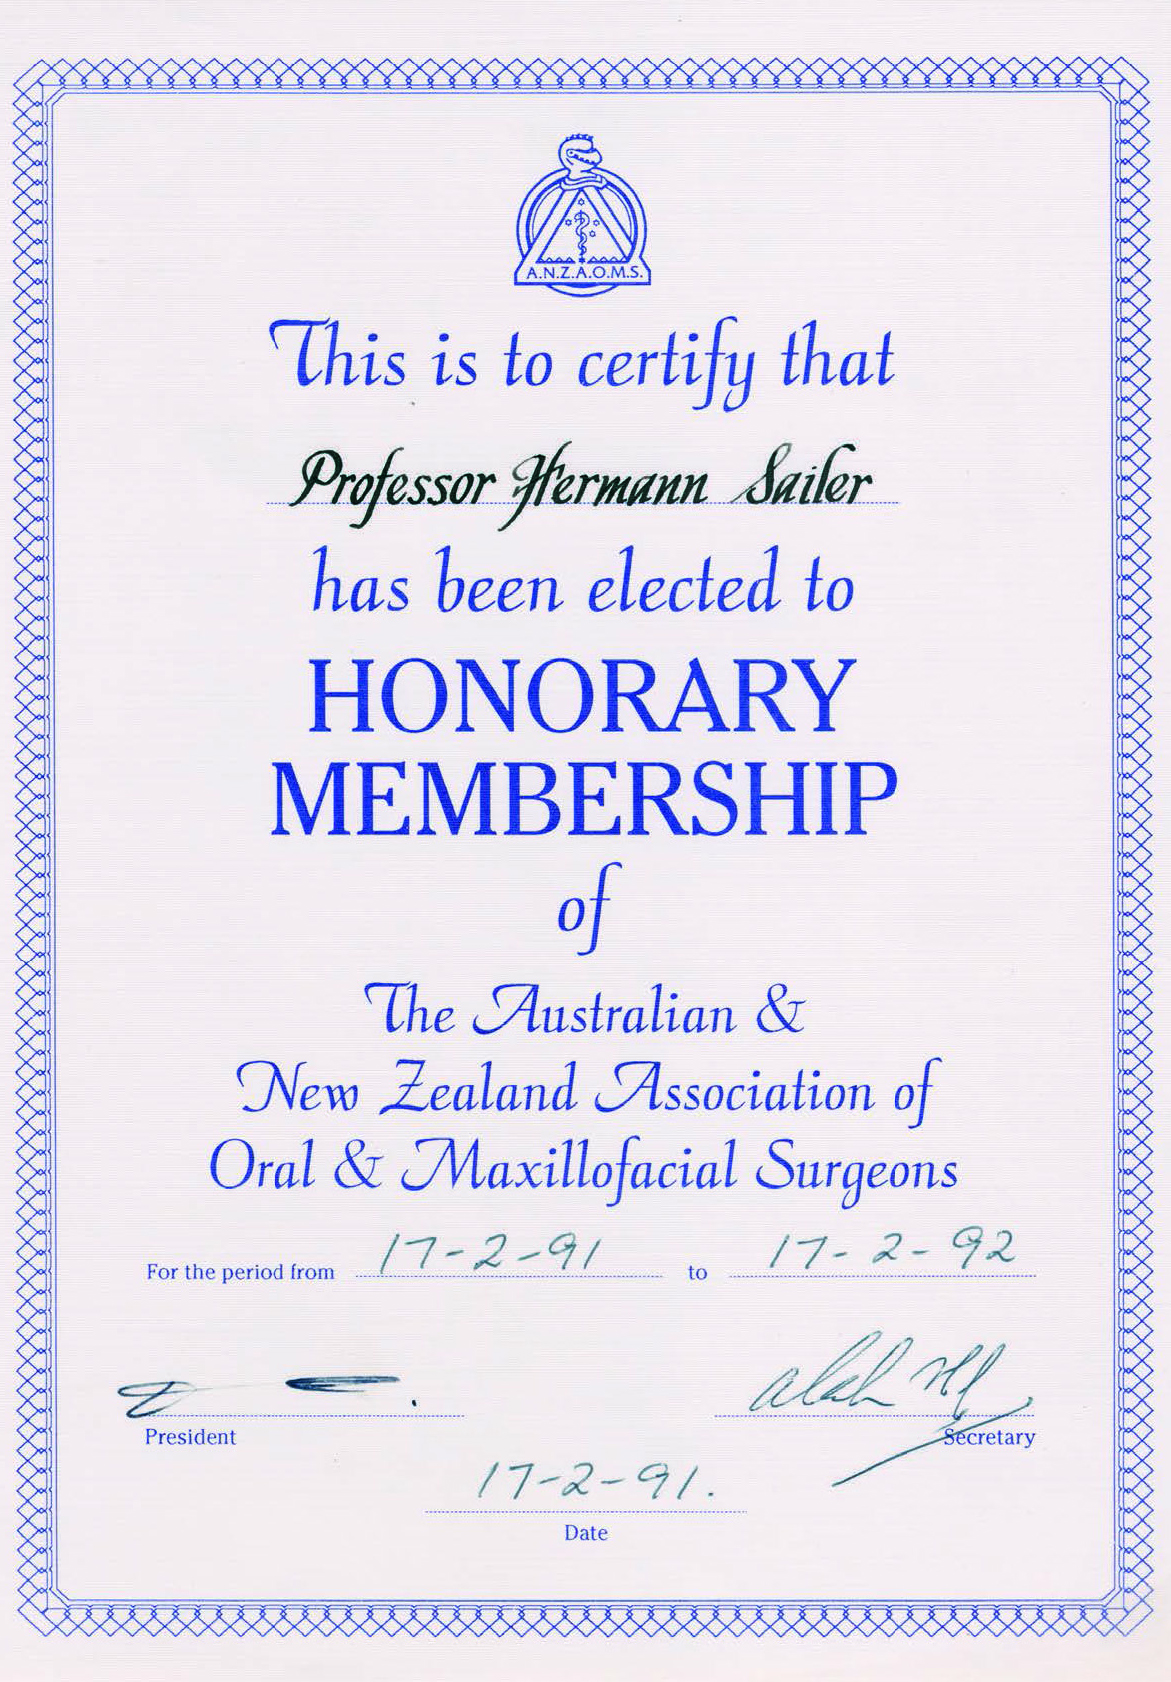 A.N.Z.A.O.M.S.
This is to certify that
Professor Hermann Sailer
has been elected to
HONORARY
MEMBERSHIP
of
The Australian &
New Zealand Association of
Oral & Maxillofacial Surgeons
For the period from 17-2-91 to 17-2-92
President
Secretary
17-2-91.
Date